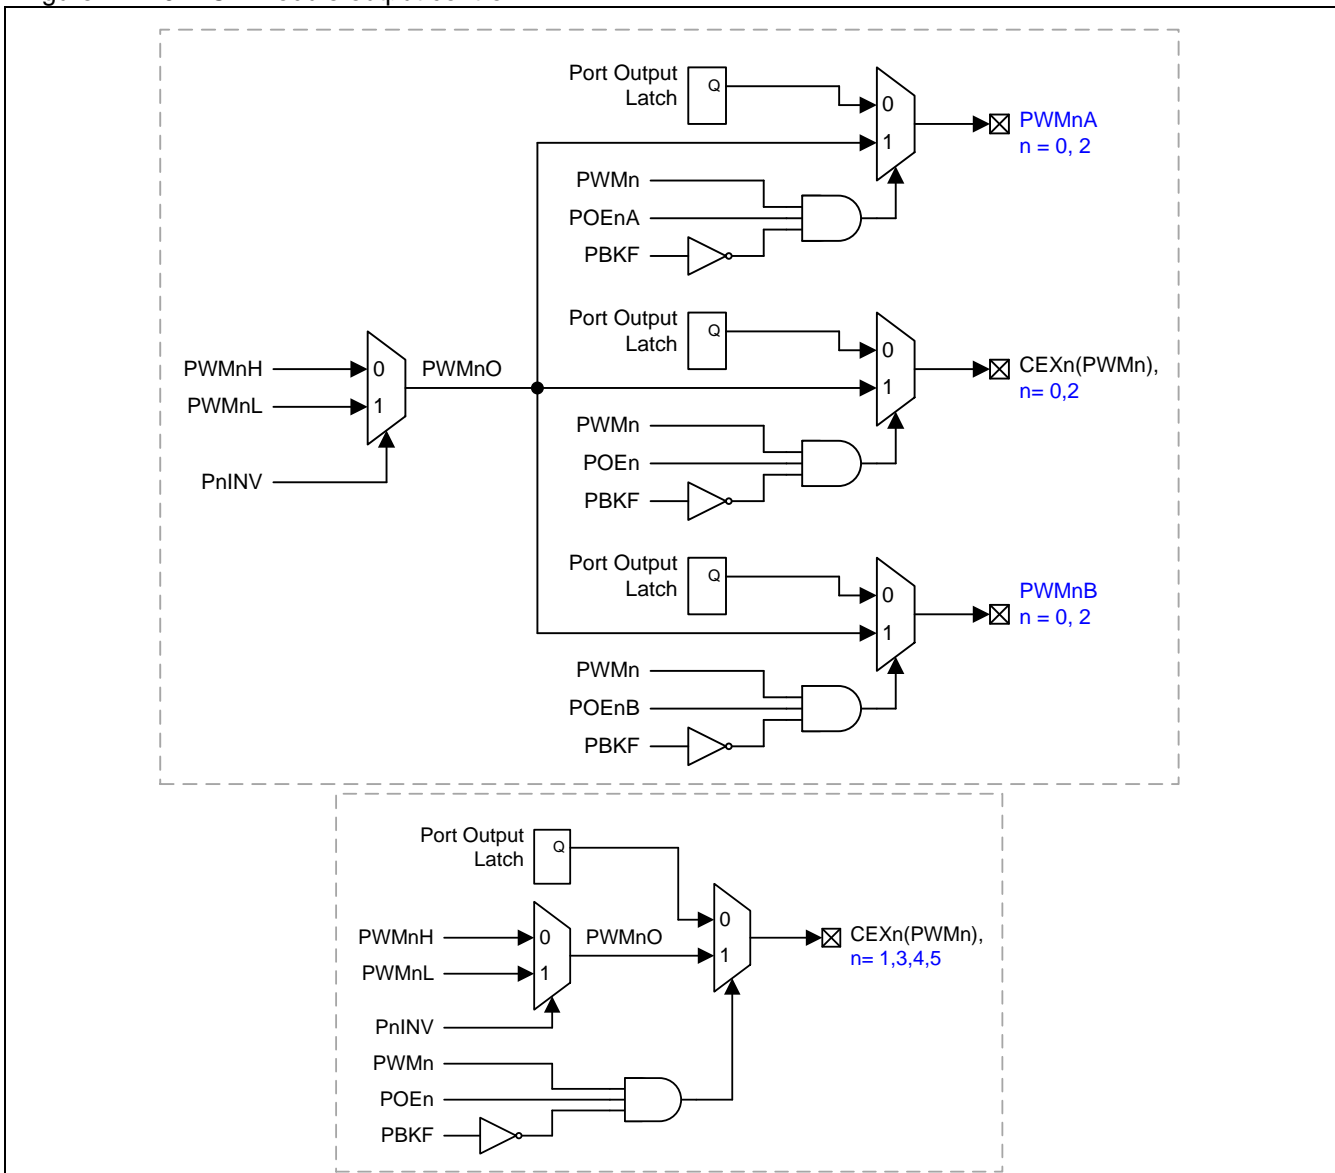 Port Output
Latch
Q
0
1
PWMnA
n = 0, 2
PWMn
POEnA
PBKF
Port Output
Latch
Q
0
1
CEXn(PWMn),
n= 0,2
PWMnH
PWMnL
0
1
PWMnO
PnINV
PWMn
POEn
PBKF
Port Output
Latch
Q
0
1
PWMnB
n = 0, 2
PWMn
POEnB
PBKF
Port Output
Latch
Q
0
1
PWMnH
PWMnL
0
1
PWMnO
CEXn(PWMn),
n= 1,3,4,5
PnINV
PWMn
POEn
PBKF